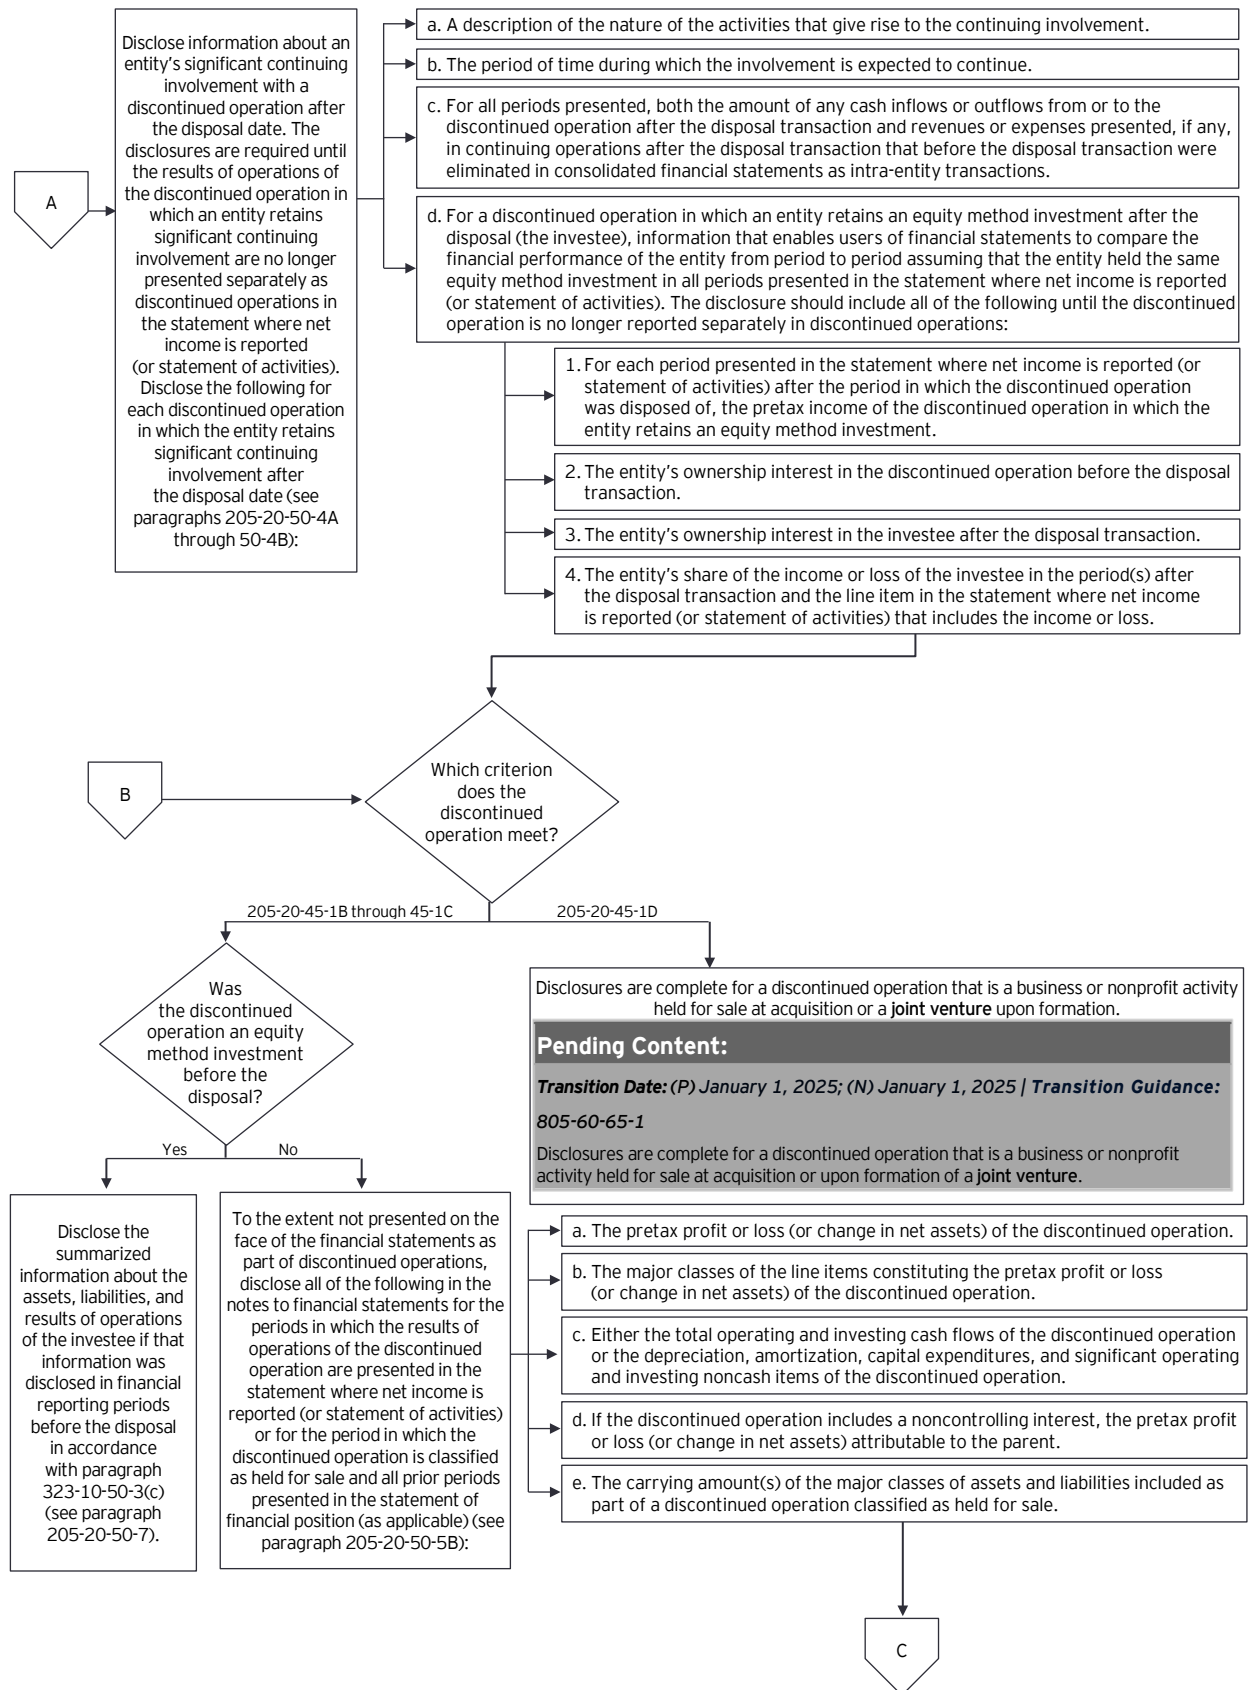 A
Disclose information about an
entity's significant continuing
involvement with a
discontinued operation after
the disposal date. The
disclosures are required until
the results of operations of
the discontinued operation in
which an entity retains
significant continuing
involvement are no longer
presented separately as
discontinued operations in
the statement where net
income is reported
(or statement of activities).
Disclose the following for
each discontinued operation
in which the entity retains
significant continuing
involvement after
the disposal date (see
paragraphs 205-20-50-4A
through 50-4B):
a. A description of the nature of the activities that give rise to the continuing involvement.
b. The period of time during which the involvement is expected to continue.
c. For all periods presented, both the amount of any cash inflows or outflows from or to the
discontinued operation after the disposal transaction and revenues or expenses presented, if any,
in continuing operations after the disposal transaction that before the disposal transaction were
eliminated in consolidated financial statements as intra-entity transactions.
d. For a discontinued operation in which an entity retains an equity method investment after the
disposal (the investee), information that enables users of financial statements to compare the
financial performance of the entity from period to period assuming that the entity held the same
equity method investment in all periods presented in the statement where net income is reported
(or statement of activities). The disclosure should include all of the following until the discontinued
operation is no longer reported separately in discontinued operations:
1. For each period presented in the statement where net income is reported (or
statement of activities) after the period in which the discontinued operation
was disposed of, the pretax income of the discontinued operation in which the
entity retains an equity method investment.
2. The entity's ownership interest in the discontinued operation before the disposal
transaction.
3. The entity's ownership interest in the investee after the disposal transaction.
4. The entity's share of the income or loss of the investee in the period(s) after
the disposal transaction and the line item in the statement where net income
is reported (or statement of activities) that includes the income or loss.
B
Which criterion
does the
discontinued
operation meet?
205-20-45-1B through 45-1C
205-20-45-1D
Was
the discontinued
operation an equity
method investment
before the
disposal?
Disclosures are complete for a discontinued operation that is a business or nonprofit activity
held for sale at acquisition or a joint venture upon formation.
Pending Content:
Transition Date: (P) January 1, 2025; (N) January 1, 2025 | Transition Guidance:
805-60-65-1
Disclosures are complete for a discontinued operation that is a business or nonprofit
activity held for sale at acquisition or upon formation of a joint venture.
Yes
No
Disclose the
summarized
information about the
assets, liabilities, and
results of operations
of the investee if that
information was
disclosed in financial
reporting periods
before the disposal
in accordance
with paragraph
323-10-50-3(c)
(see paragraph
205-20-50-7).
To the extent not presented on the
face of the financial statements as
part of discontinued operations,
disclose all of the following in the
notes to financial statements for the
periods in which the results of
operations of the discontinued
operation are presented in the
statement where net income is
reported (or statement of activities)
or for the period in which the
discontinued operation is classified
as held for sale and all prior periods
presented in the statement of
financial position (as applicable) (see
paragraph 205-20-50-5B):
a. The pretax profit or loss (or change in net assets) of the discontinued operation.
b. The major classes of the line items constituting the pretax profit or loss
(or change in net assets) of the discontinued operation.
c. Either the total operating and investing cash flows of the discontinued operation
or the depreciation, amortization, capital expenditures, and significant operating
and investing noncash items of the discontinued operation.
d. If the discontinued operation includes a noncontrolling interest, the pretax profit
or loss (or change in net assets) attributable to the parent.
e. The carrying amount(s) of the major classes of assets and liabilities included as
part of a discontinued operation classified as held for sale.
C